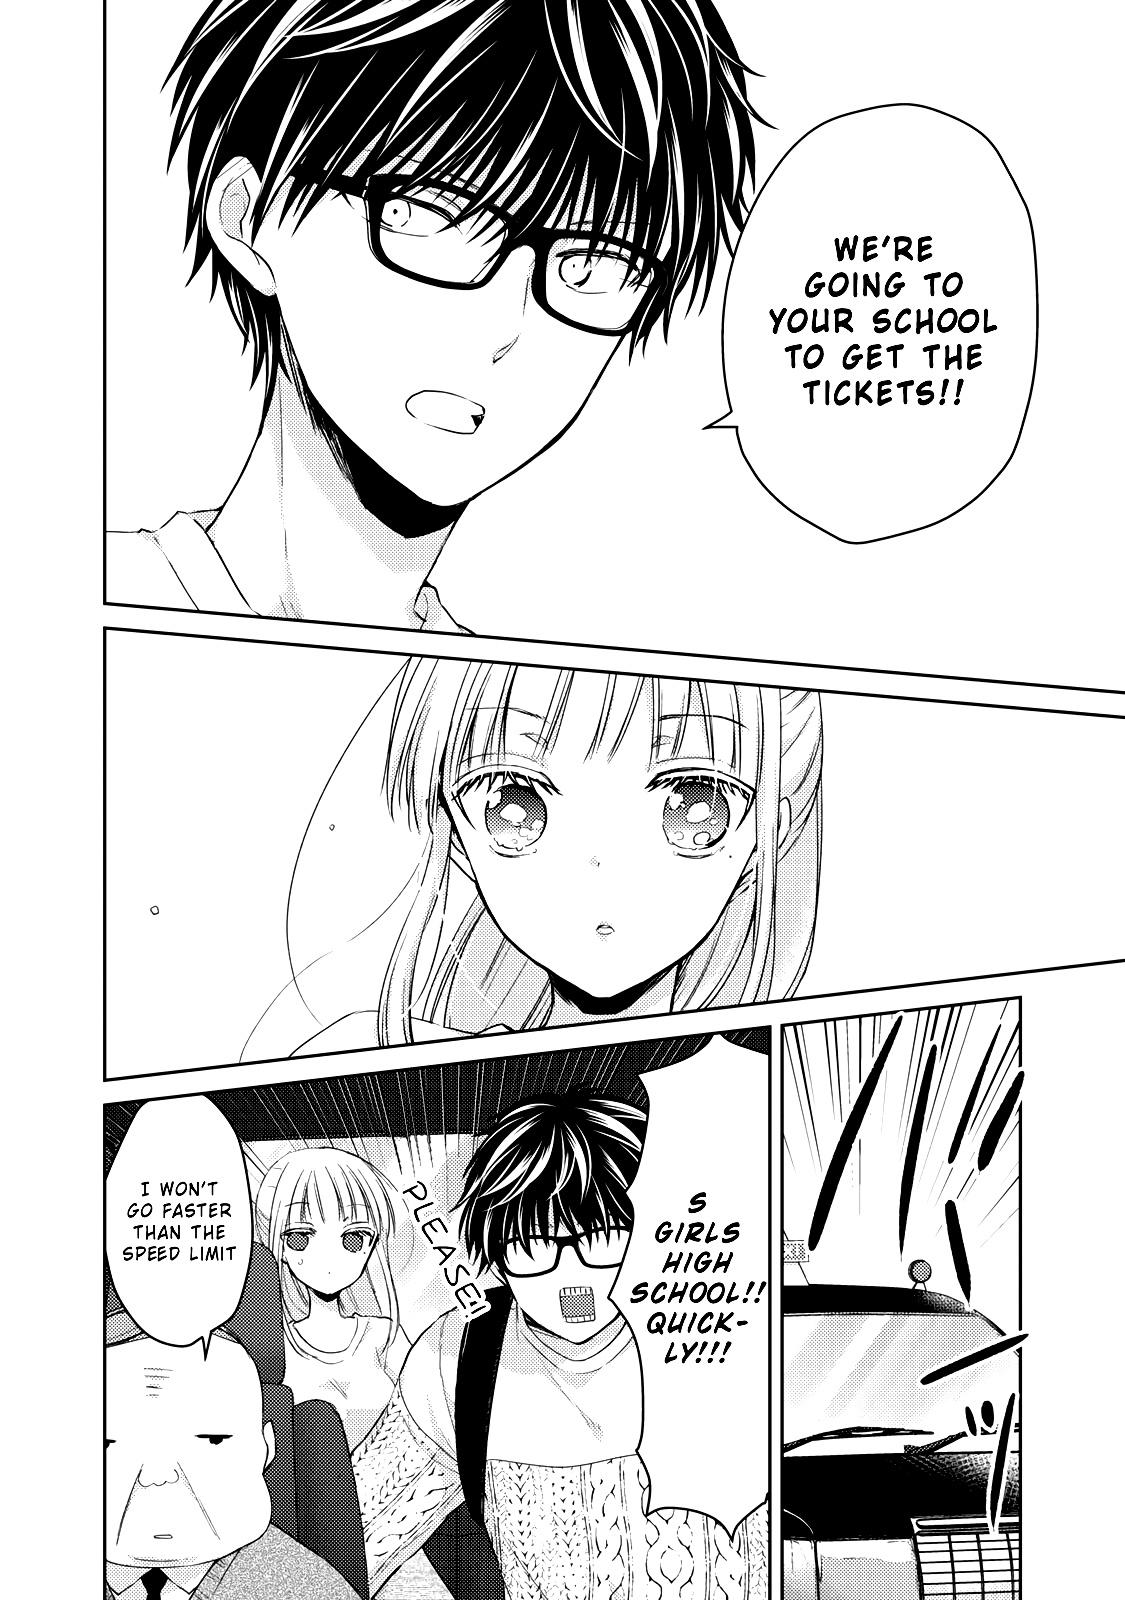 WE'RE
GOING TO
YOUR SCHOOL
TO GET THE
TICKETS!!
S
GIRLS
HIGH
SCHOOL!!
QUICK-
LY!!!
PLEASE!
I WON'T
GO FASTER
THAN THE
SPEED LIMIT